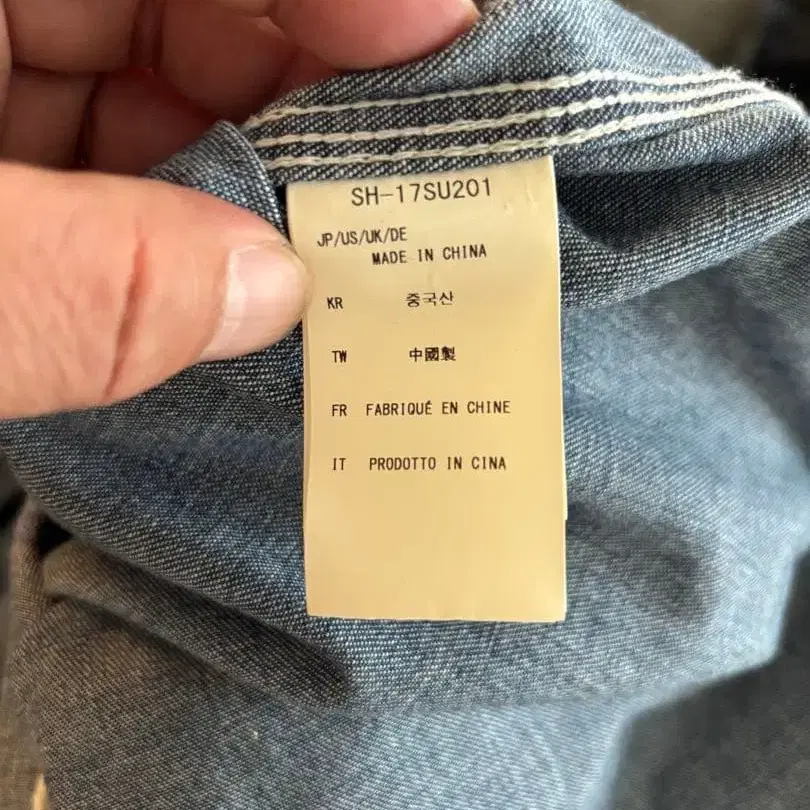 SH-17SU201
JP/US/UK/DE
MADE IN CHINA
KR 중국산
TW 中國製
FR FABRIQUÉ EN CHINE
IT PRODOTTO IN CINA